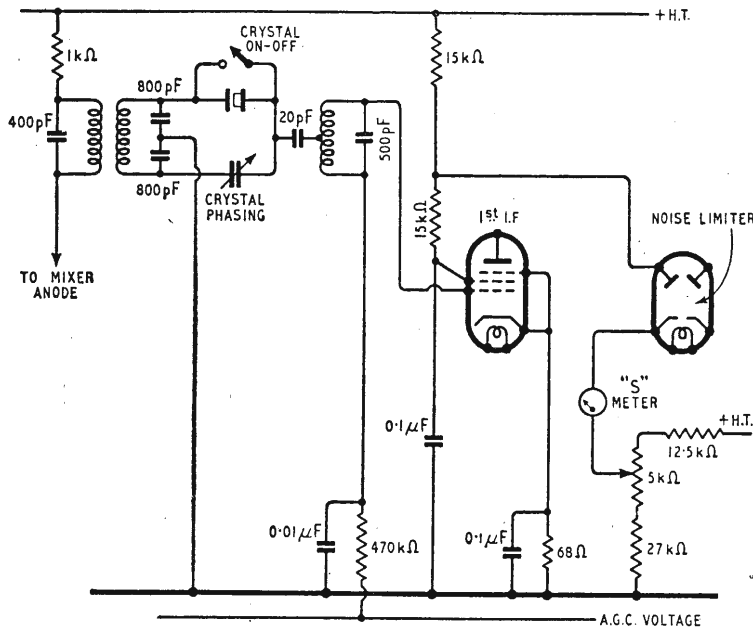 + H.T.
CRYSTAL
ON-OFF
1kΩ
15kΩ
800pF
400pF
20pF
500pF
800pF
CRYSTAL
PHASING
15kΩ
1st I.F
NOISE LIMITER
TO MIXER
ANODE
"S"
METER
+ H.T.
0·1μF
12·5kΩ
5kΩ
0·01μF
470kΩ
0·1μF
68Ω
27kΩ
A.G.C. VOLTAGE